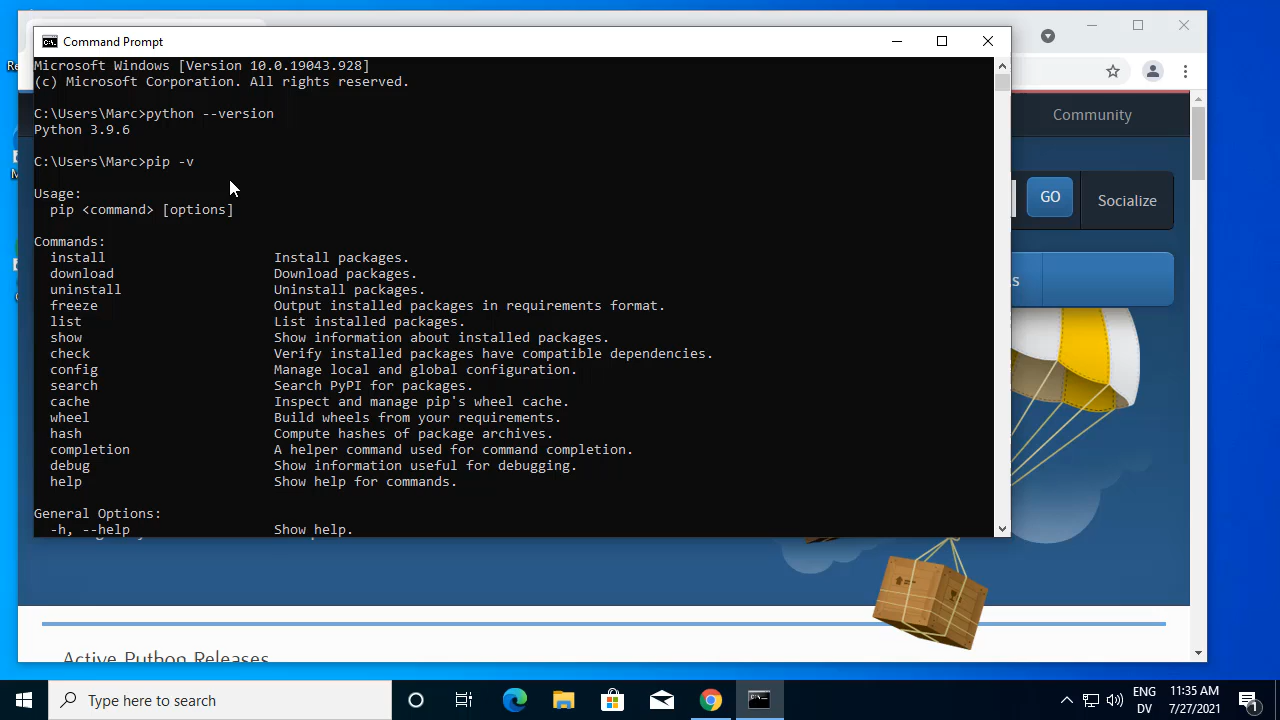 Command Prompt
Microsoft Windows [Version 10.0.19043.928]
(c) Microsoft Corporation. All rights reserved.
C:\Users\Marc>python --version
Python 3.9.6
C:\Users\Marc>pip -v
Usage:
pip <command> [options]
Commands:
install Install packages.
download Download packages.
uninstall Uninstall packages.
freeze Output installed packages in requirements format.
list List installed packages.
show Show information about installed packages.
check Verify installed packages have compatible dependencies.
config Manage local and global configuration.
search Search PyPI for packages.
cache Inspect and manage pip's wheel cache.
wheel Build wheels from your requirements.
hash Compute hashes of package archives.
completion A helper command used for command completion.
debug Show information useful for debugging.
help Show help for commands.
General Options:
-h, --help Show help.
Community
GO
Socialize
Active Python Releases
Type here to search
ENG
DV
11:35 AM
7/27/2021
1